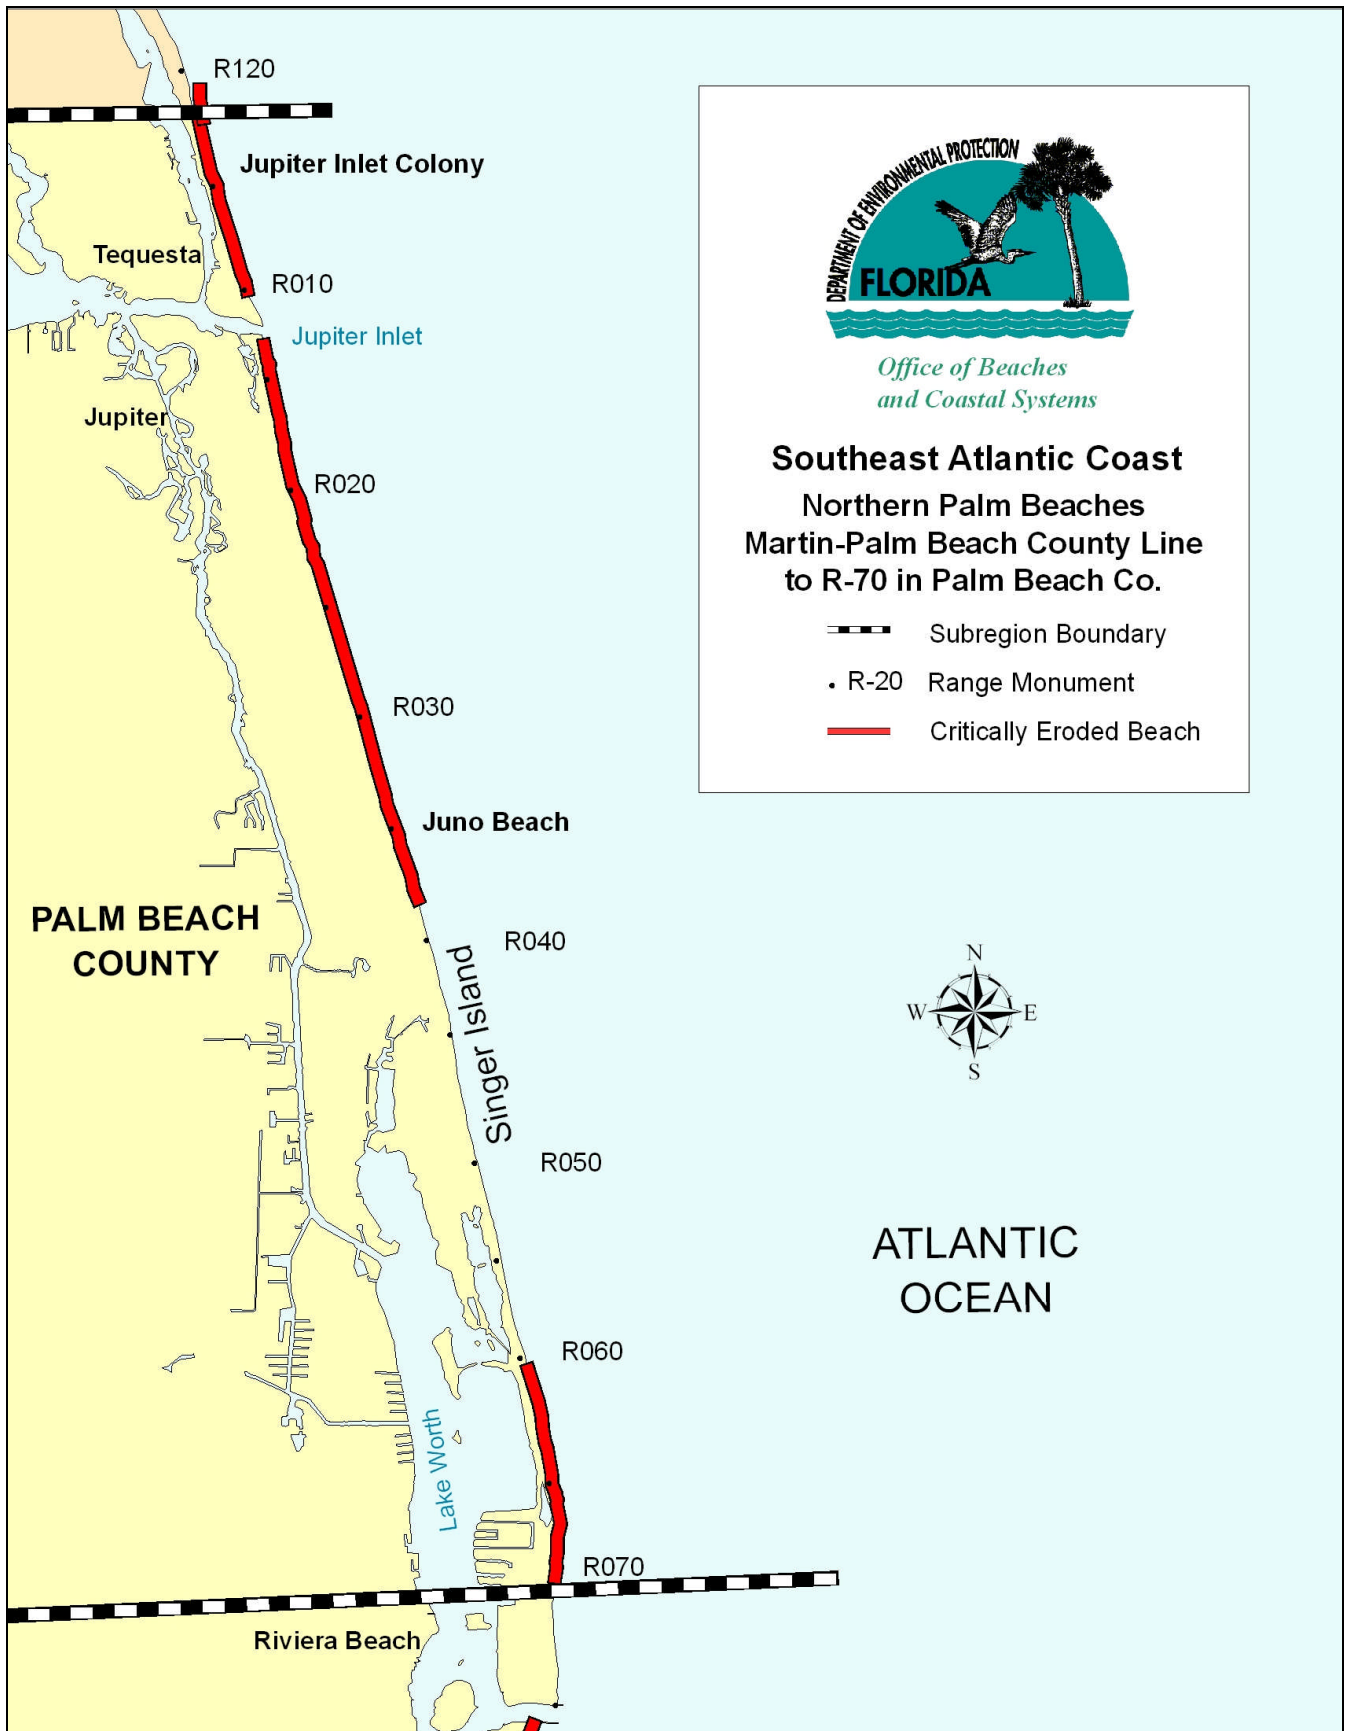 R120
Jupiter Inlet Colony
Tequesta
R010
Jupiter Inlet
Jupiter
R020
R030
Juno Beach
PALM BEACH
COUNTY
R040
Singer Island
R050
R060
Lake Worth
R070
Riviera Beach
DEPARTMENT OF ENVIRONMENTAL PROTECTION
FLORIDA
Office of Beaches
and Coastal Systems
Southeast Atlantic Coast
Northern Palm Beaches
Martin-Palm Beach County Line
to R-70 in Palm Beach Co.
Subregion Boundary
R-20 Range Monument
Critically Eroded Beach
N
W E
S
ATLANTIC
OCEAN